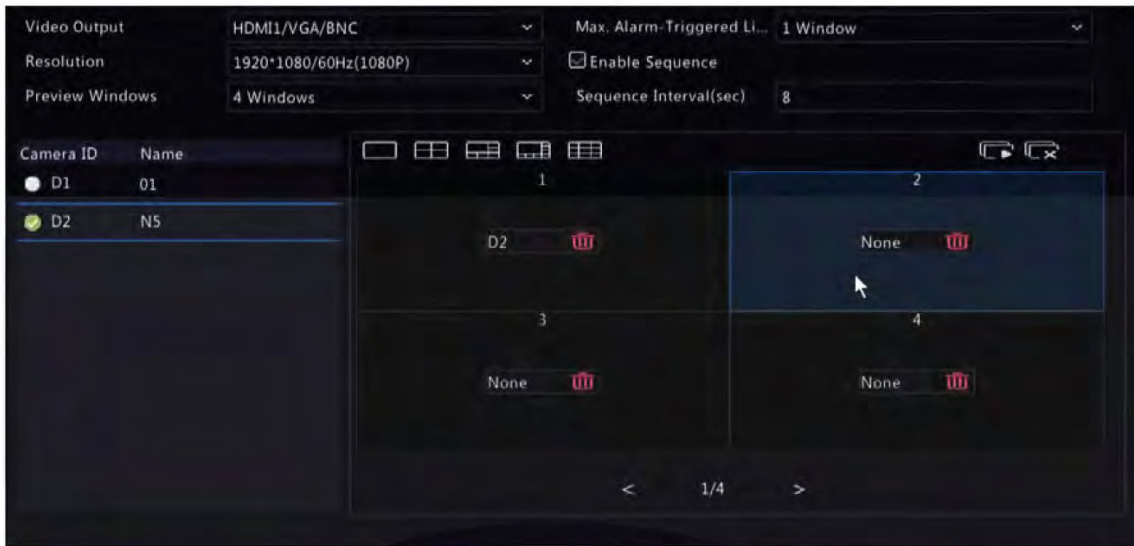 Video Output HDMI1/VGA/BNC Max. Alarm-Triggered Li... 1 Window
Resolution 1920*1080/60Hz(1080P) Enable Sequence
Preview Windows 4 Windows Sequence Interval(sec) 8
Camera ID Name
D1 01
D2 N5
1 2
D2 None
3 4
None None
< 1/4 >